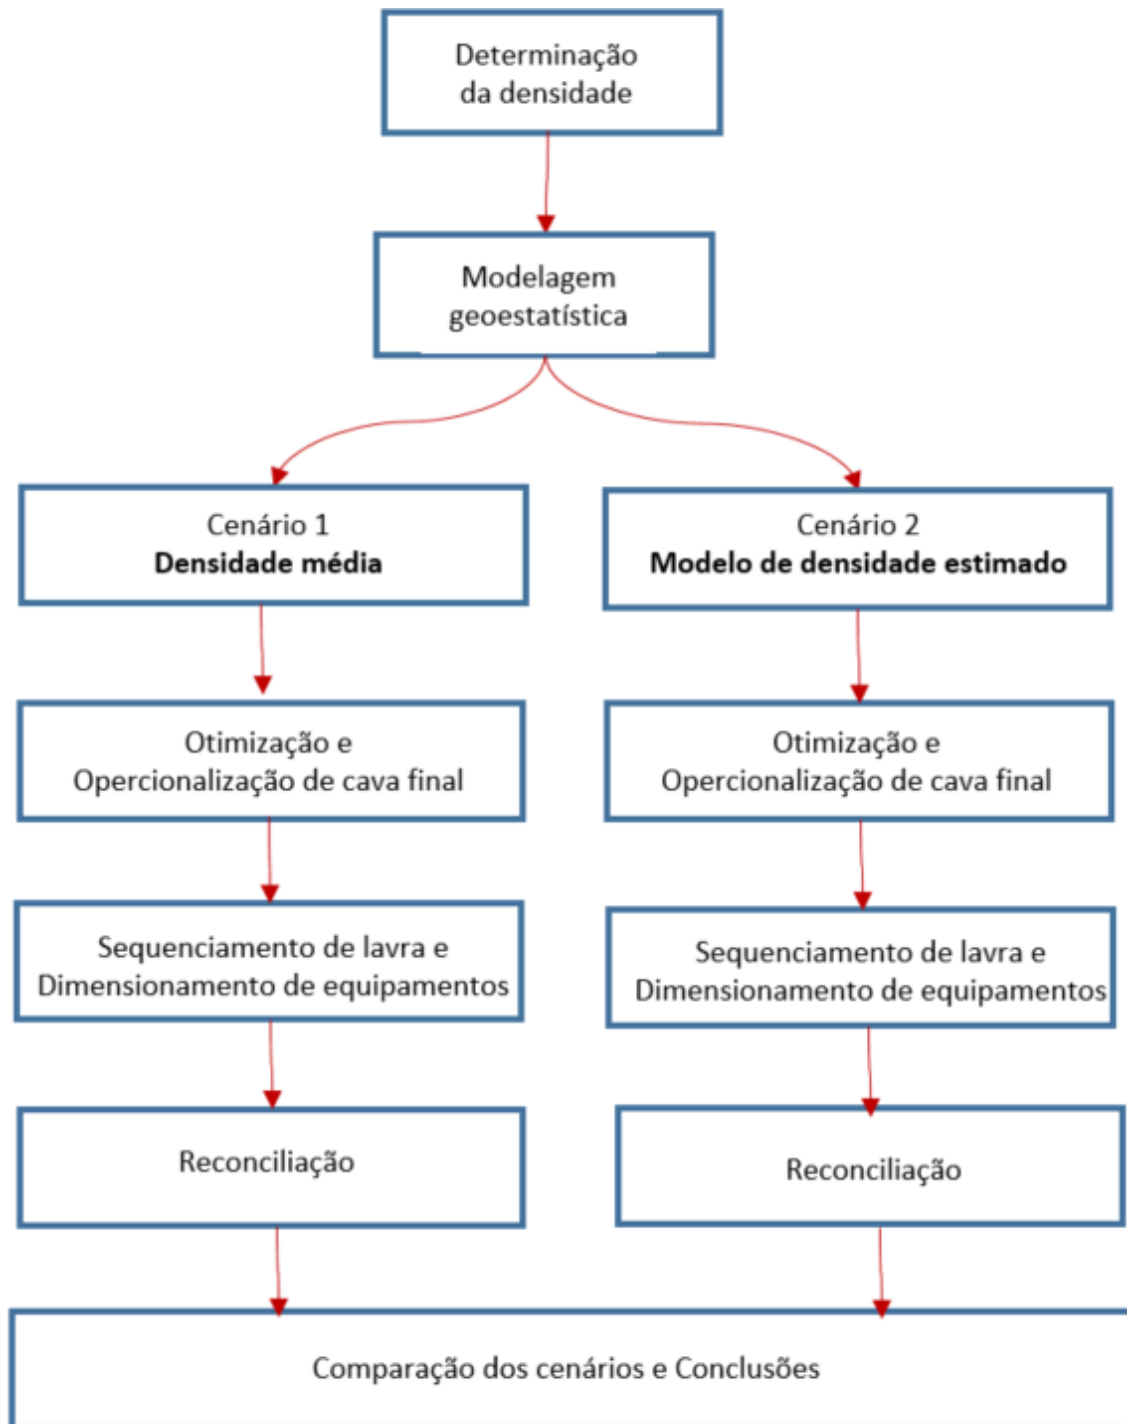 Determinação
da densidade
Modelagem
geoestatística
Cenário 1
Densidade média
Cenário 2
Modelo de densidade estimado
Otimização e
Opercionalização de cava final
Otimização e
Opercionalização de cava final
Sequenciamento de lavra e
Dimensionamento de equipamentos
Sequenciamento de lavra e
Dimensionamento de equipamentos
Reconciliação
Reconciliação
Comparação dos cenários e Conclusões